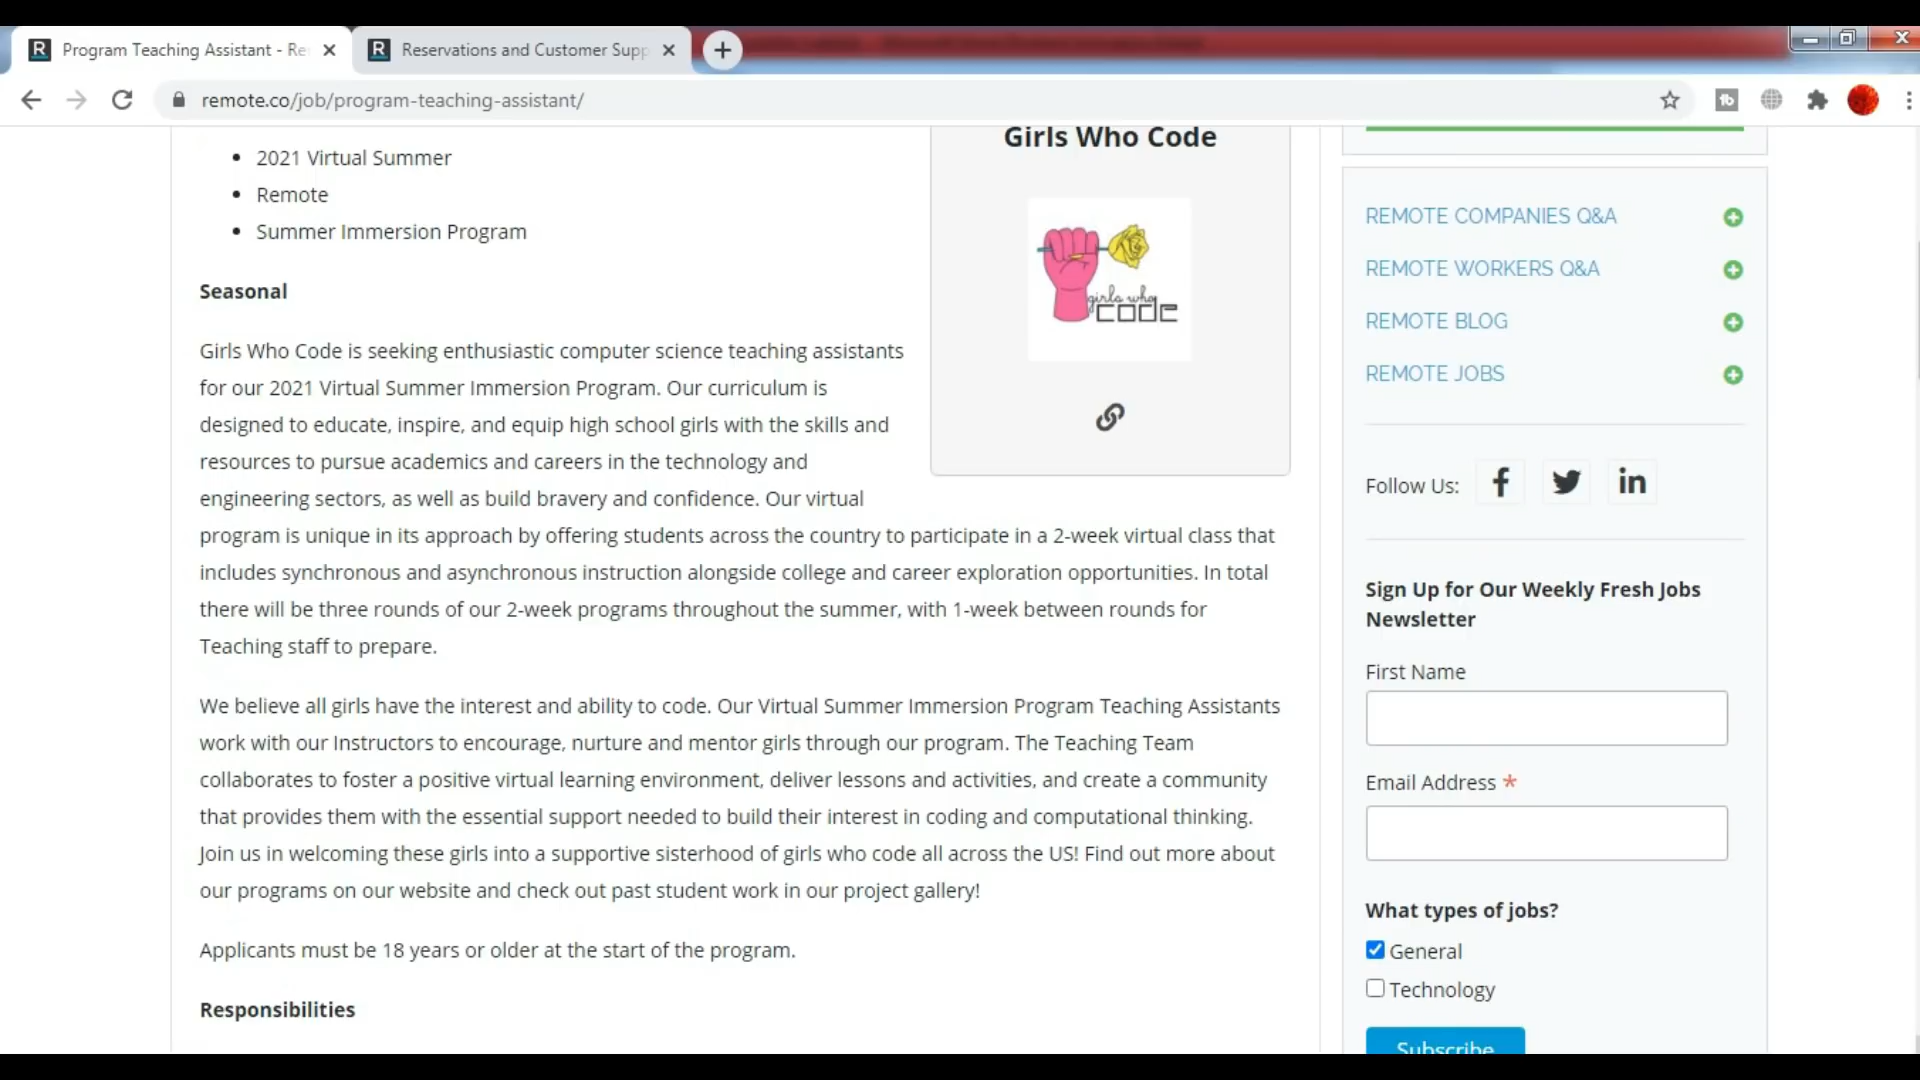 Program Teaching Assistant - Re
Reservations and Customer Supp
remote.co/job/program-teaching-assistant/
2021 Virtual Summer
Remote
Summer Immersion Program
Seasonal
Girls Who Code is seeking enthusiastic computer science teaching assistants
for our 2021 Virtual Summer Immersion Program. Our curriculum is
designed to educate, inspire, and equip high school girls with the skills and
resources to pursue academics and careers in the technology and
engineering sectors, as well as build bravery and confidence. Our virtual
program is unique in its approach by offering students across the country to participate in a 2-week virtual class that
includes synchronous and asynchronous instruction alongside college and career exploration opportunities. In total
there will be three rounds of our 2-week programs throughout the summer, with 1-week between rounds for
Teaching staff to prepare.
We believe all girls have the interest and ability to code. Our Virtual Summer Immersion Program Teaching Assistants
work with our Instructors to encourage, nurture and mentor girls through our program. The Teaching Team
collaborates to foster a positive virtual learning environment, deliver lessons and activities, and create a community
that provides them with the essential support needed to build their interest in coding and computational thinking.
Join us in welcoming these girls into a supportive sisterhood of girls who code all across the US! Find out more about
our programs on our website and check out past student work in our project gallery!
Applicants must be 18 years or older at the start of the program.
Responsibilities
Girls Who Code
girls who
code
REMOTE COMPANIES Q&A
REMOTE WORKERS Q&A
REMOTE BLOG
REMOTE JOBS
Follow Us:
Sign Up for Our Weekly Fresh Jobs
Newsletter
First Name
Email Address *
What types of jobs?
General
Technology
Subscribe